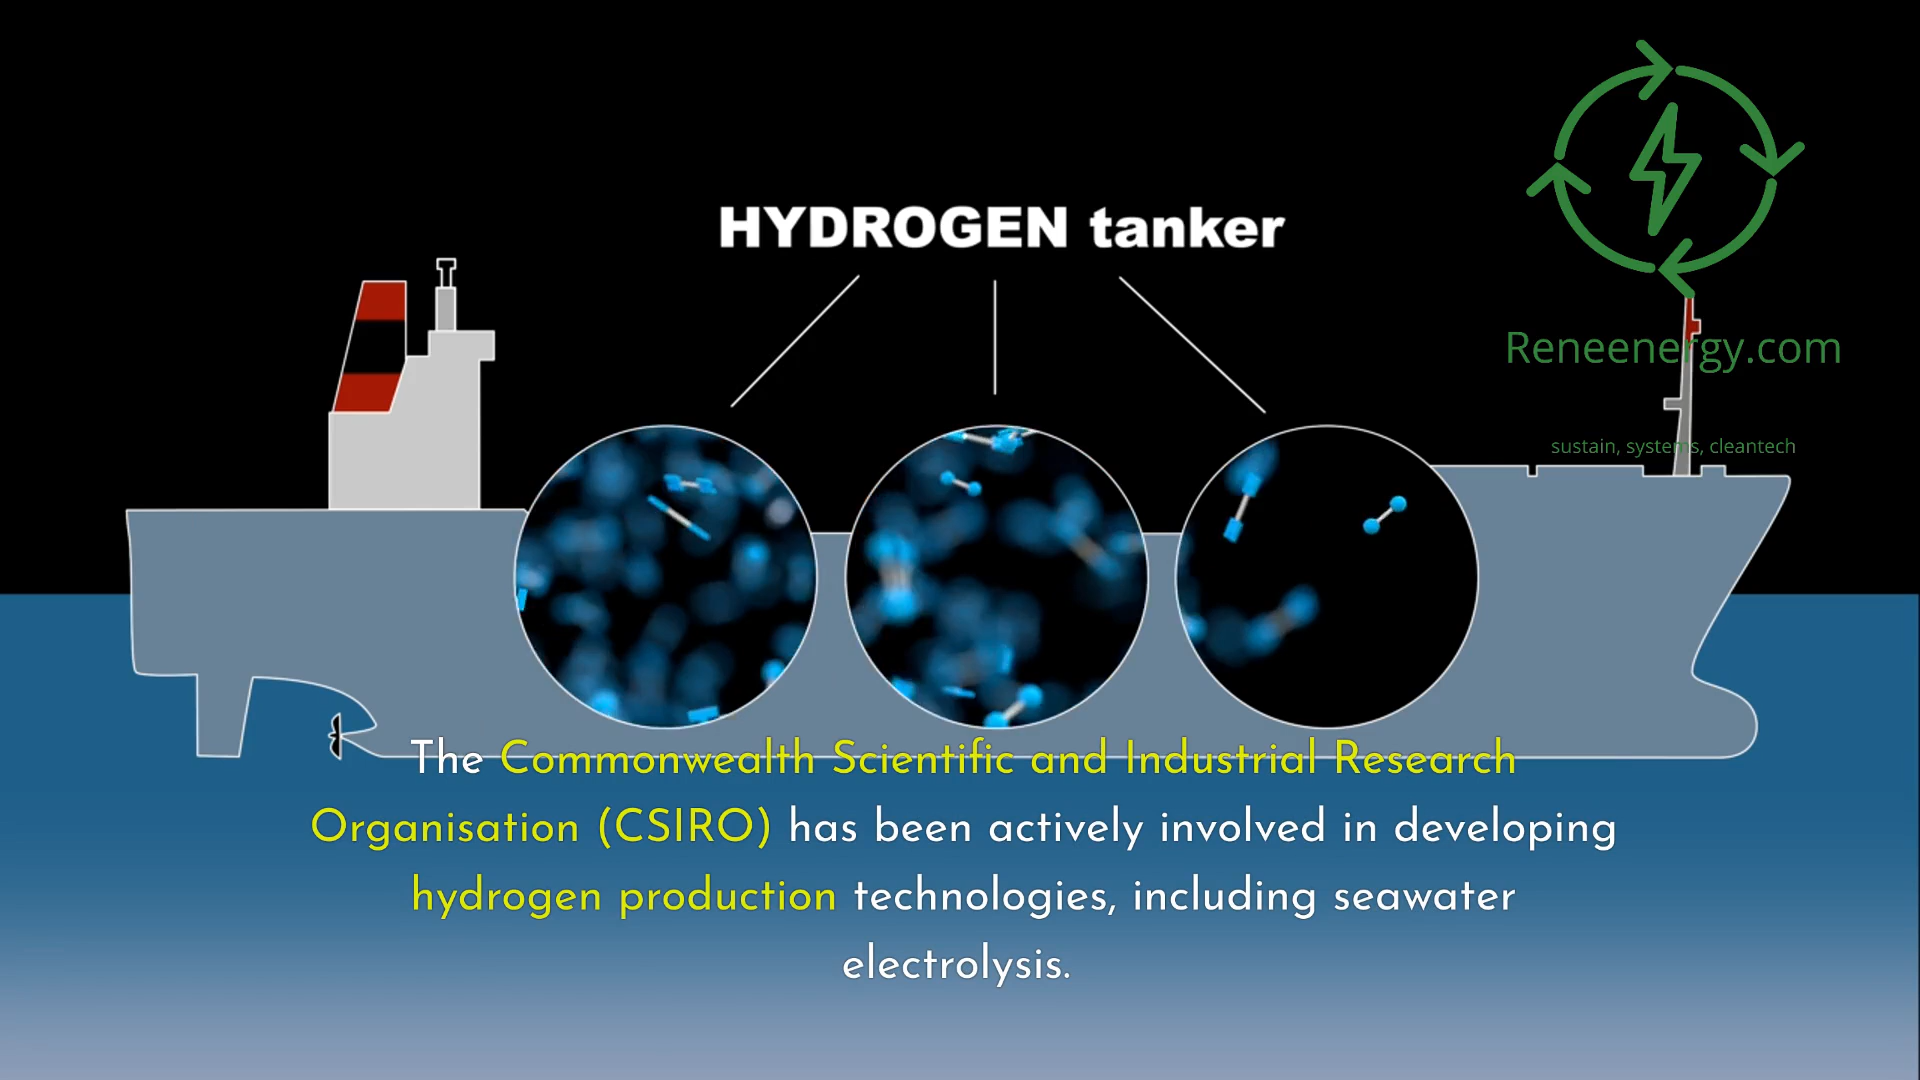 HYDROGEN tanker
Reneenergy.com
sustain, systems, cleantech
The Commonwealth Scientific and Industrial Research
Organisation (CSIRO) has been actively involved in developing
hydrogen production technologies, including seawater
electrolysis.